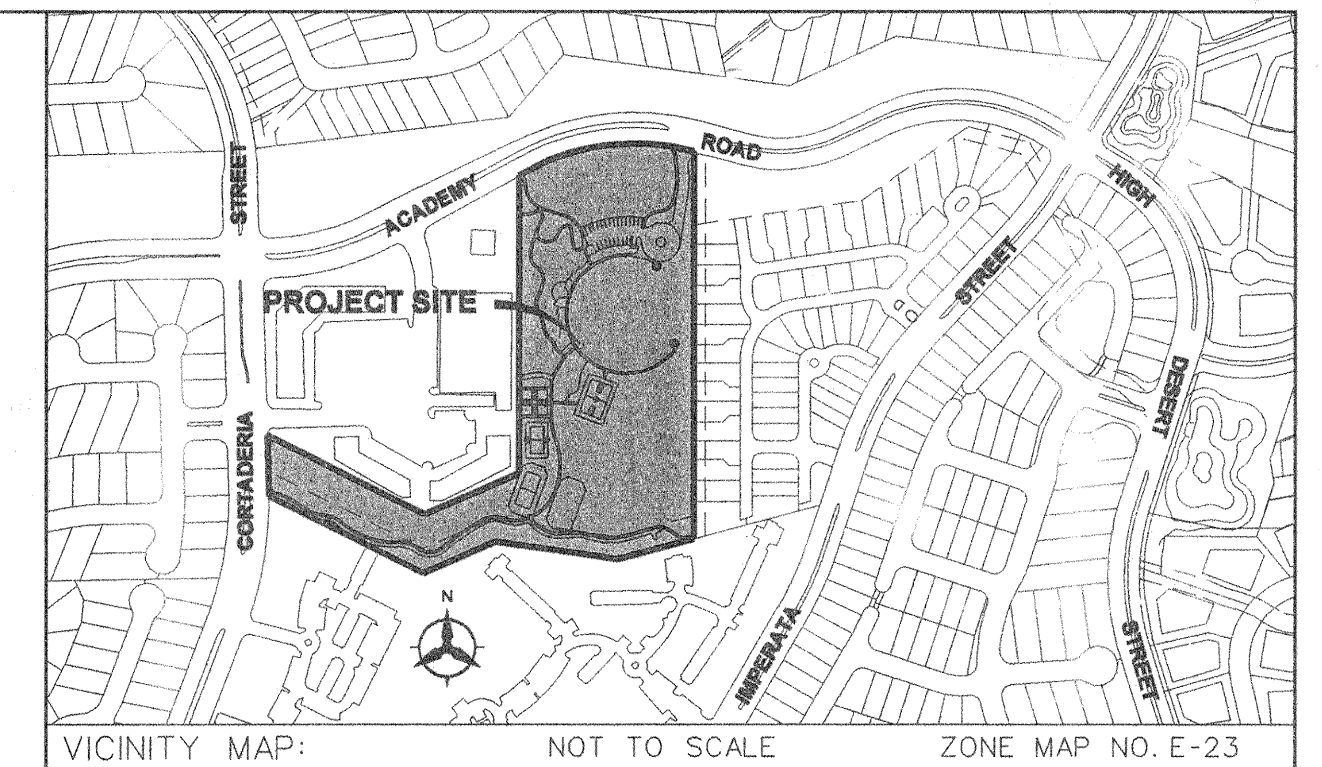 STREET
ACADEMY
ROAD
HIGH
STREET
PROJECT SITE
DESERT
CORTADERIA
N
IMPERATA
STREET
VICINITY MAP: NOT TO SCALE ZONE MAP NO. E-23